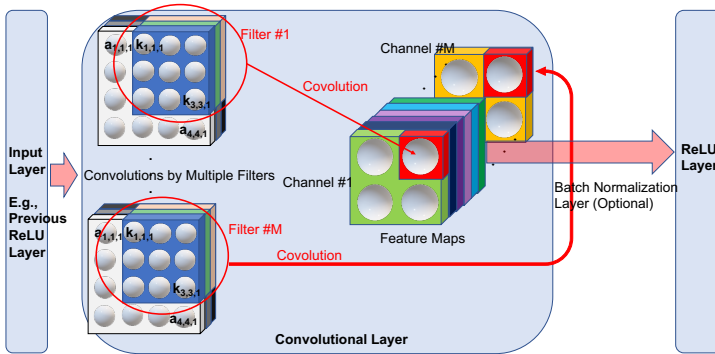 Input
Layer
E.g.,
Previous
ReLU
Layer
a1,1,1 k1,1,1
k3,3,1
a4,4,1
Filter #1
Covolution
.
Convolutions by Multiple Filters
.
a1,1,1 k1,1,1
k3,3,1
a4,4,1
Filter #M
Covolution
Channel #M
Channel #1
Feature Maps
Batch Normalization
Layer (Optional)
Convolutional Layer
ReLU
Layer